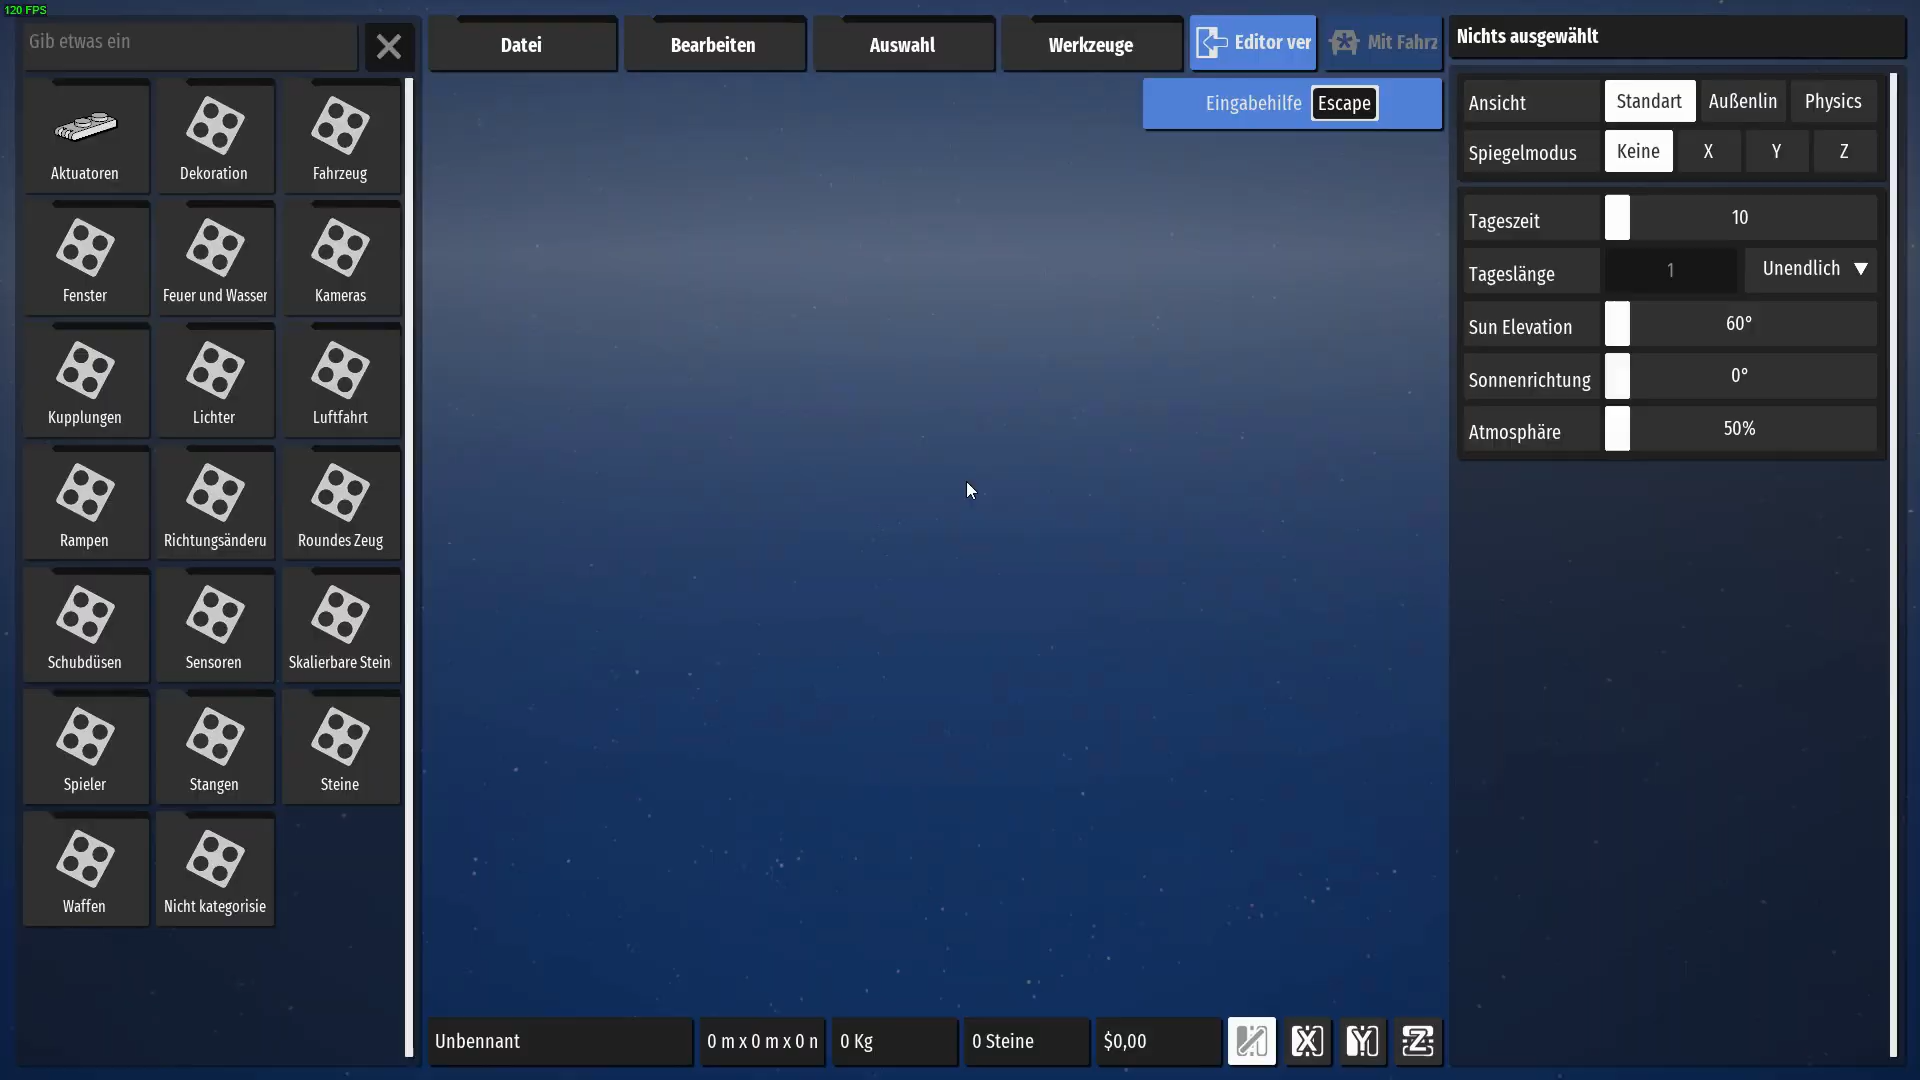 120 FPS
Gib etwas ein
Datei
Bearbeiten
Auswahl
Werkzeuge
Editor ver
Mit Fahrz
Nichts ausgewählt
Eingabehilfe Escape
Aktuatoren
Dekoration
Fahrzeug
Fenster
Feuer und Wasser
Kameras
Kupplungen
Lichter
Luftfahrt
Rampen
Richtungsänderu
Roundes Zeug
Schubdüsen
Sensoren
Skalierbare Stein
Spieler
Stangen
Steine
Waffen
Nicht kategorisie
Ansicht Standart Außenlin Physics
Spiegelmodus Keine X Y Z
Tageszeit 10
Tageslänge 1 Unendlich
Sun Elevation 60°
Sonnenrichtung 0°
Atmosphäre 50%
Unbennant
0 m x 0 m x 0 n
0 Kg
0 Steine
$0,00
X
Y
Z